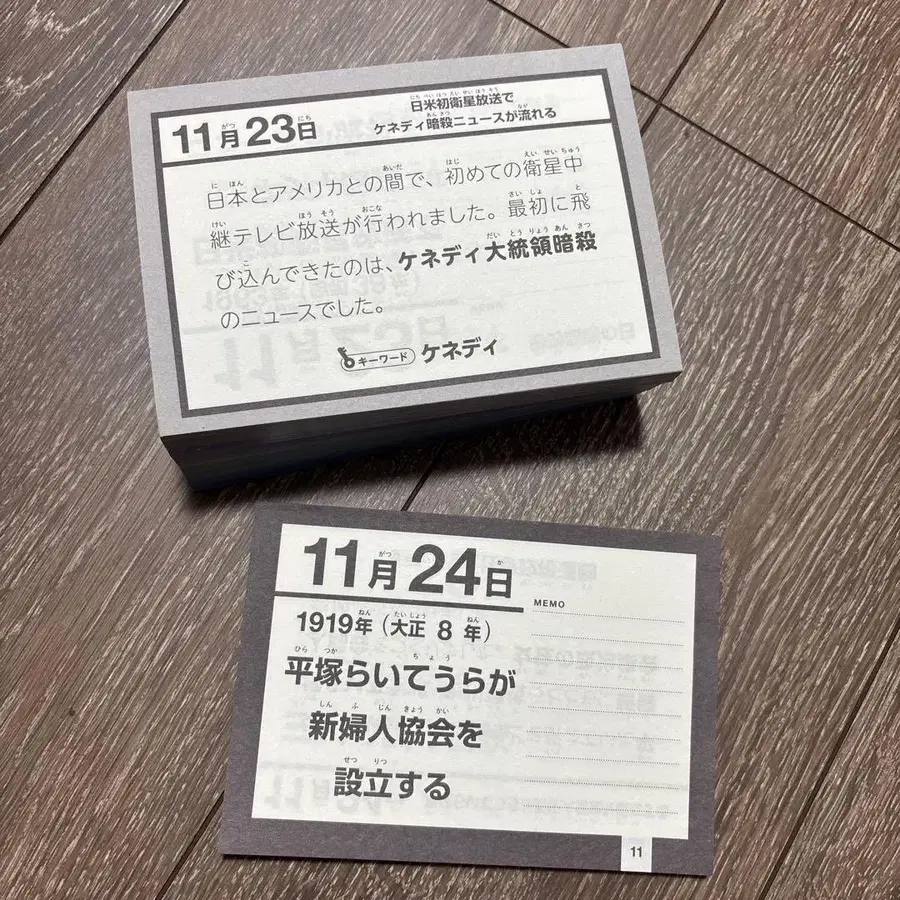 11月23日
日米初衛星放送で
ケネディ暗殺ニュースが流れる
日本とアメリカとの間で、初めての衛星中
継テレビ放送が行われました。最初に飛
び込んできたのは、ケネディ大統領暗殺
のニュースでした。
キーワード ケネディ
11月24日
MEMO
1919年（大正 8 年）
平塚らいてうらが
新婦人協会を
設立する
11